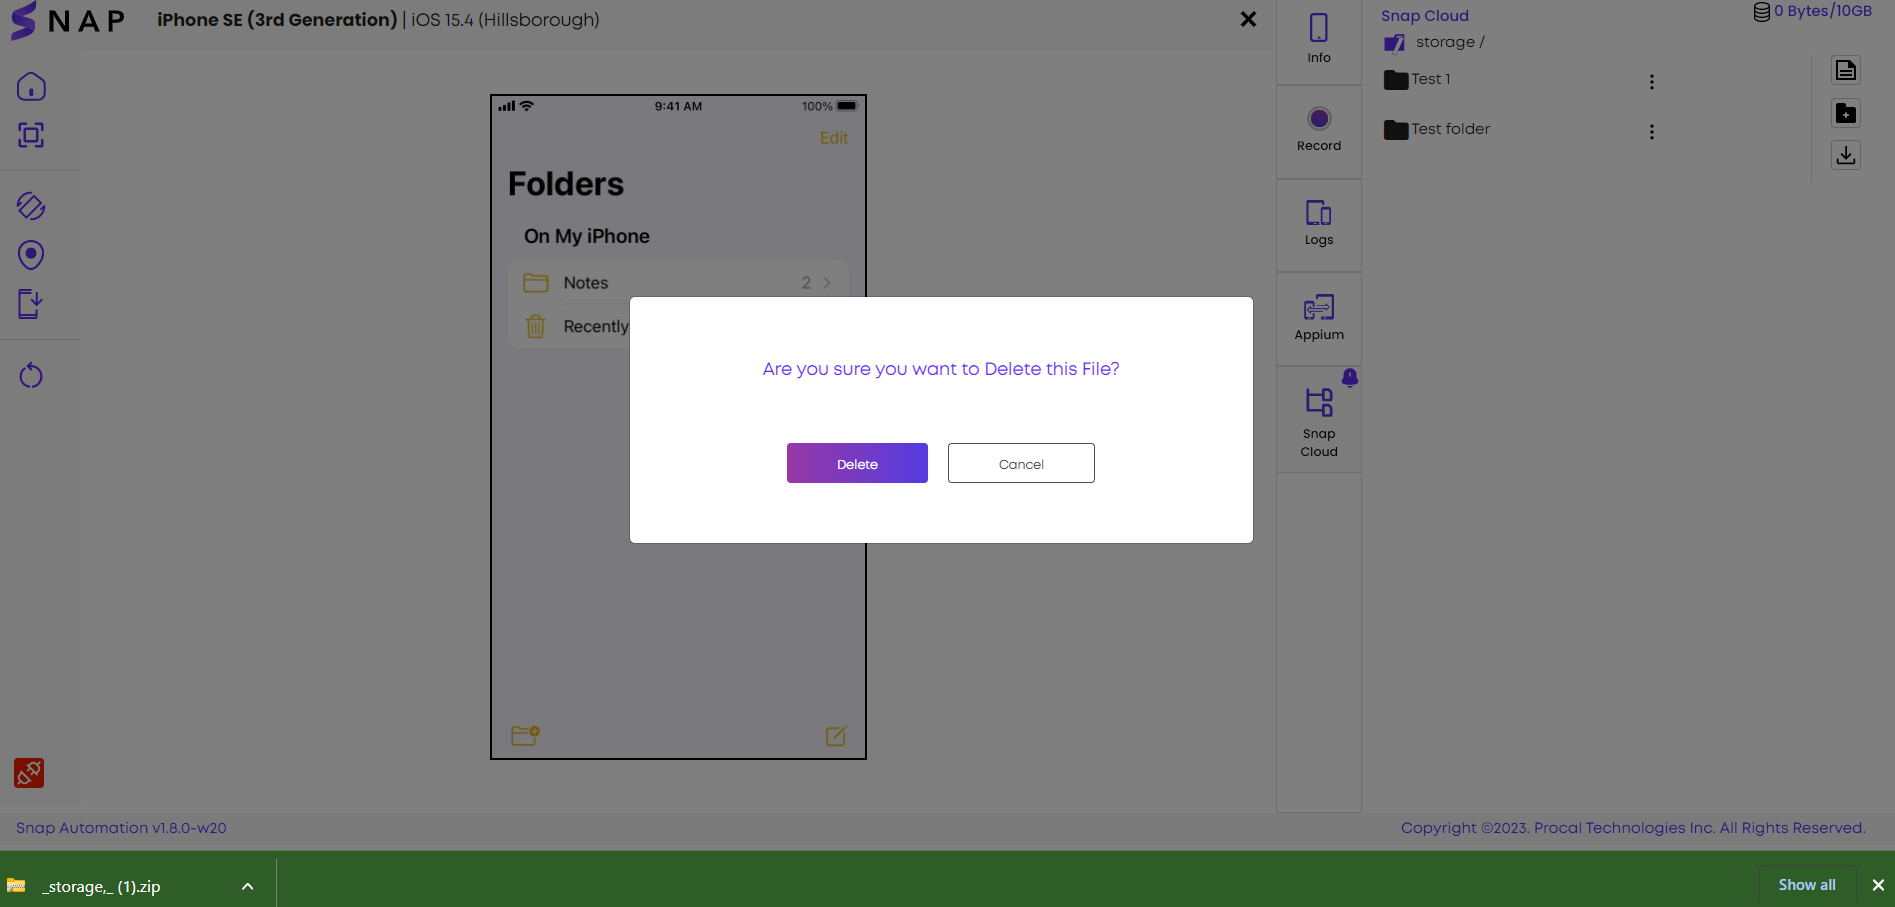 SNAP
iPhone SE (3rd Generation) | iOS 15.4 (Hillsborough)
9:41 AM
100%
Edit
Folders
On My iPhone
Notes 2
Recently
Are you sure you want to Delete this File?
Delete
Cancel
Info
Record
Logs
Appium
Snap
Cloud
Snap Cloud
0 Bytes/10GB
storage /
Test 1
Test folder
Snap Automation v1.8.0-w20
Copyright ©2023. Procal Technologies Inc. All Rights Reserved.
_storage,_ (1).zip
Show all